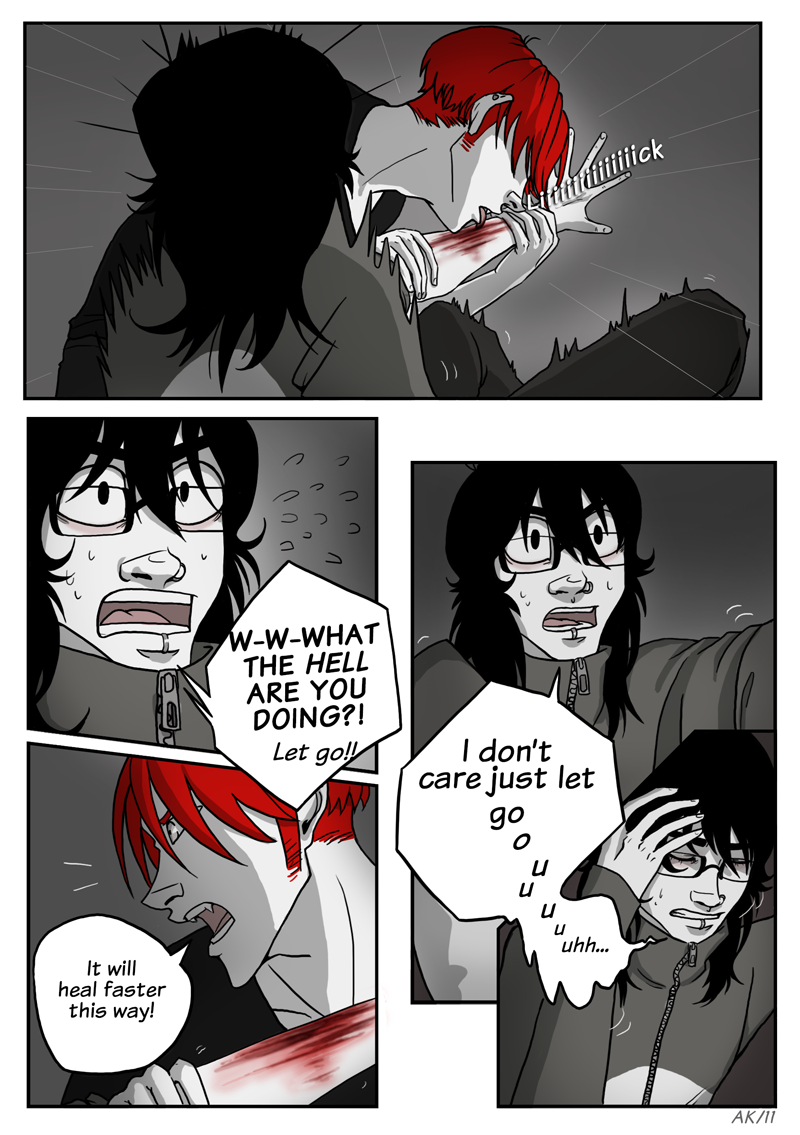 Liiiiiiiiiiiiick
W-W-WHAT
THE HELL
ARE YOU
DOING?!
Let go!!
It will
heal faster
this way!
I don't
care just let
go
o
u
u
u
u
uhh...
AK/11